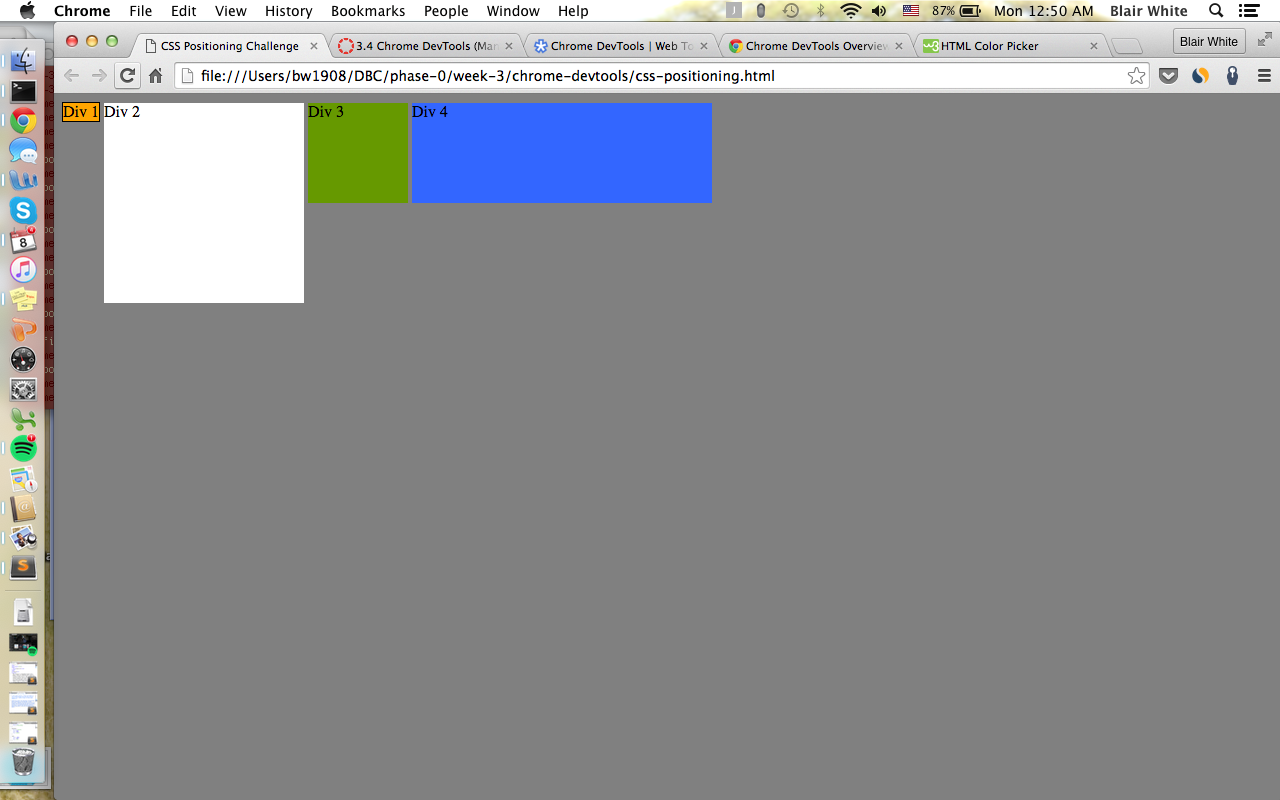 Chrome File Edit View History Bookmarks People Window Help 87% Mon 12:50 AM Blair White
CSS Positioning Challenge 3.4 Chrome DevTools (Man Chrome DevTools | Web To Chrome DevTools Overview HTML Color Picker Blair White
file:///Users/bw1908/DBC/phase-0/week-3/chrome-devtools/css-positioning.html
Div 1 Div 2 Div 3 Div 4
8